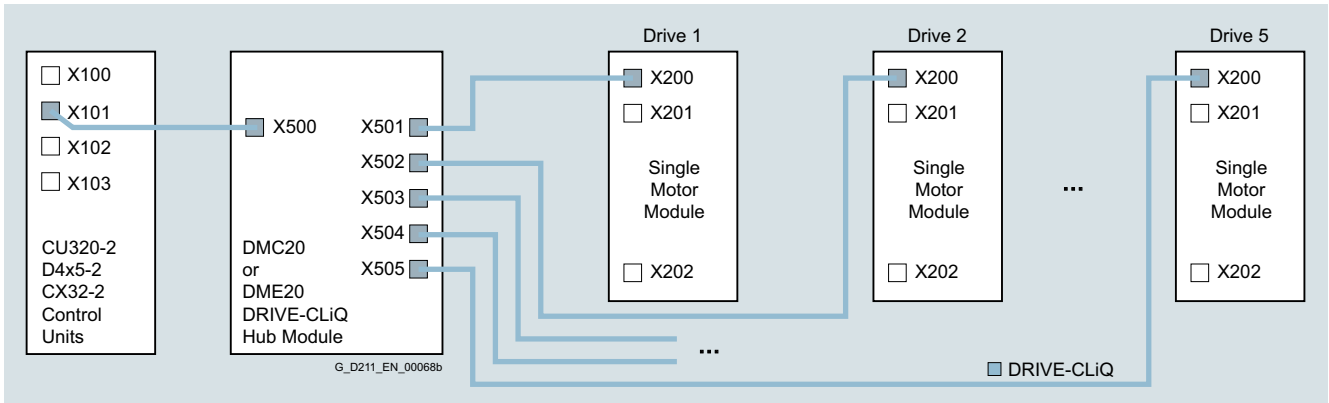 Drive 1
Drive 2
Drive 5
X100
X101
X102
X103
CU320-2
D4x5-2
CX32-2
Control
Units
X500
X501
X502
X503
X504
X505
DMC20
or
DME20
DRIVE-CLiQ
Hub Module
G_D211_EN_00068b
X200
X201
Single
Motor
Module
X202
X200
X201
Single
Motor
Module
X202
...
X200
X201
Single
Motor
Module
X202
...
DRIVE-CLiQ